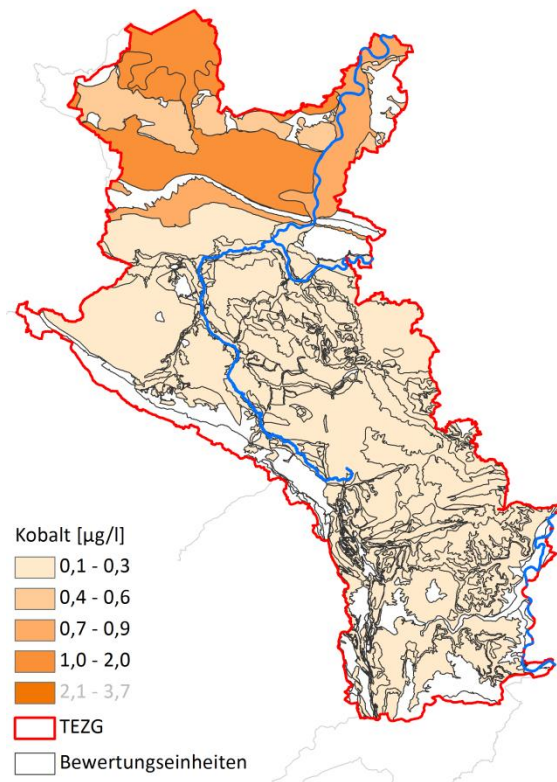 Kobalt [µg/l]
0,1 - 0,3
0,4 - 0,6
0,7 - 0,9
1,0 - 2,0
2,1 - 3,7
TEZG
Bewertungseinheiten